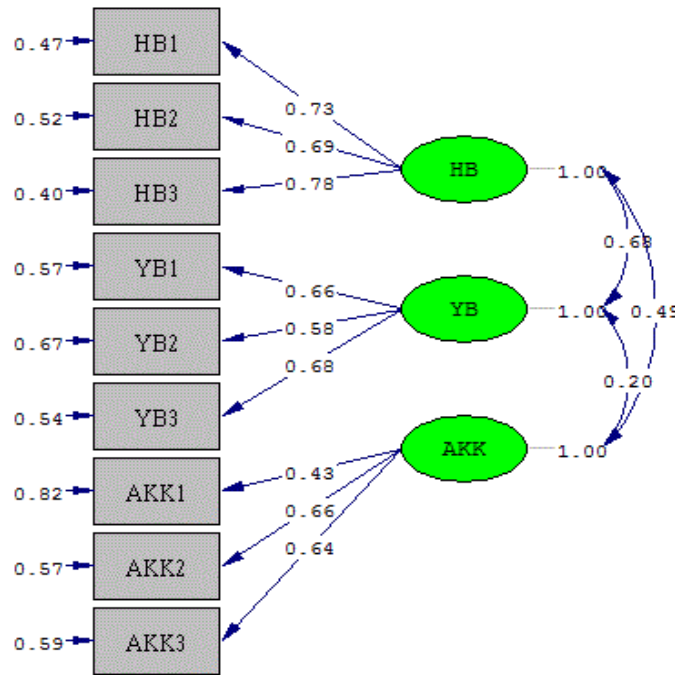 0.47 HB1
0.73
0.52 HB2
0.69
HB 1.00
0.40 HB3
0.78
0.68
0.57 YB1
0.66
YB 1.00 0.49
0.58
0.67 YB2
0.68
0.20
0.54 YB3
AKK 1.00
0.43
0.82 AKK1
0.66
0.64
0.57 AKK2
0.59 AKK3